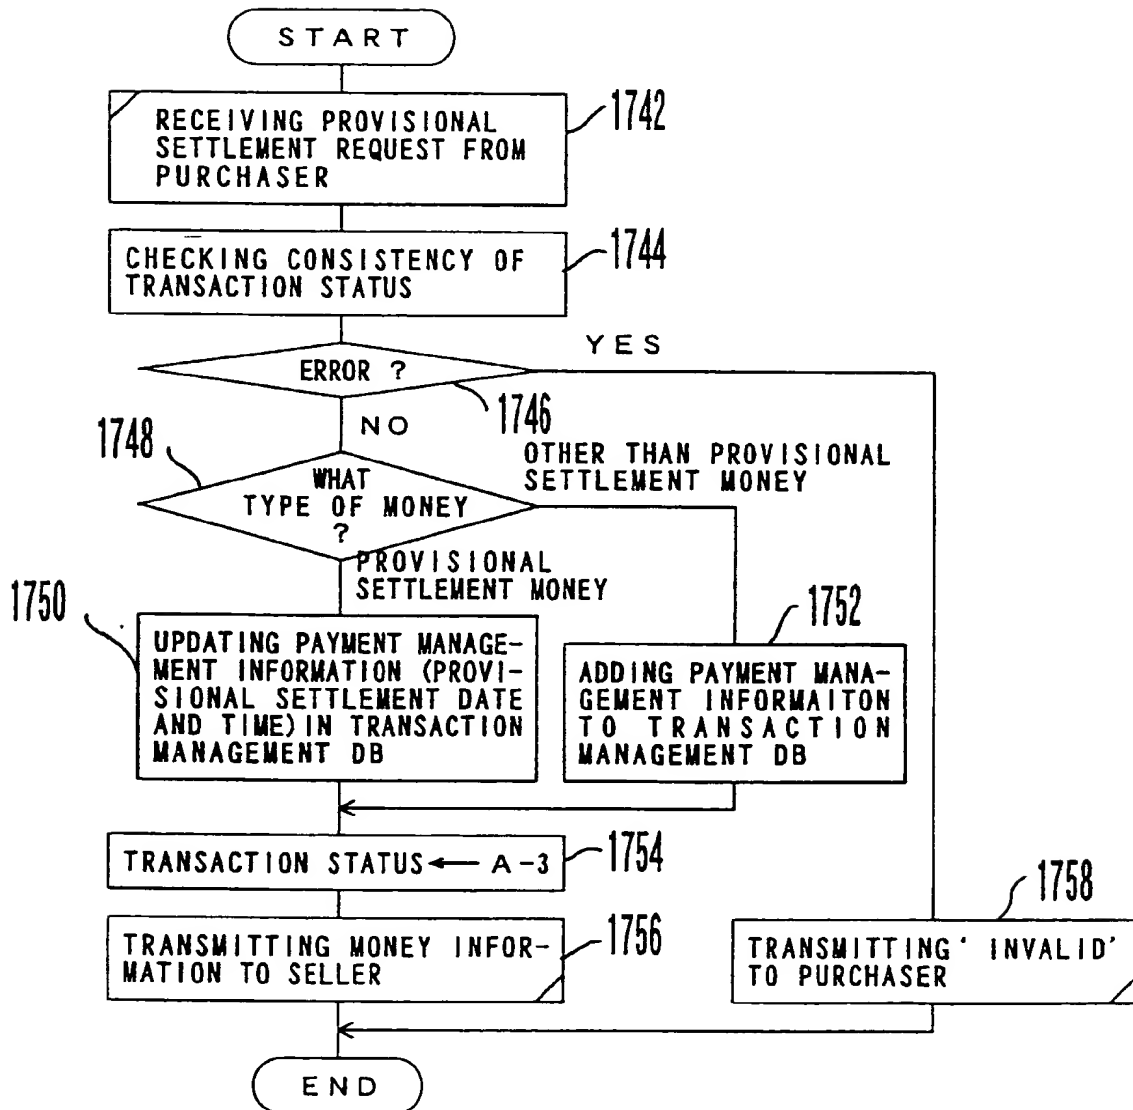 START
RECEIVING PROVISIONAL
SETTLEMENT REQUEST FROM
PURCHASER
1742
CHECKING CONSISTENCY OF
TRANSACTION STATUS
1744
ERROR ?
YES
1746
NO
1748
WHAT
TYPE OF MONEY
?
OTHER THAN PROVISIONAL
SETTLEMENT MONEY
PROVISIONAL
SETTLEMENT MONEY
1750
UPDATING PAYMENT MANAGE-
MENT INFORMATION (PROVI-
SIONAL SETTLEMENT DATE
AND TIME) IN TRANSACTION
MANAGEMENT DB
1752
ADDING PAYMENT MANA-
GEMENT INFORMAITON
TO TRANSACTION
MANAGEMENT DB
TRANSACTION STATUS ← A-3
1754
TRANSMITTING MONEY INFOR-
MATION TO SELLER
1756
1758
TRANSMITTING ' INVALID'
TO PURCHASER
END